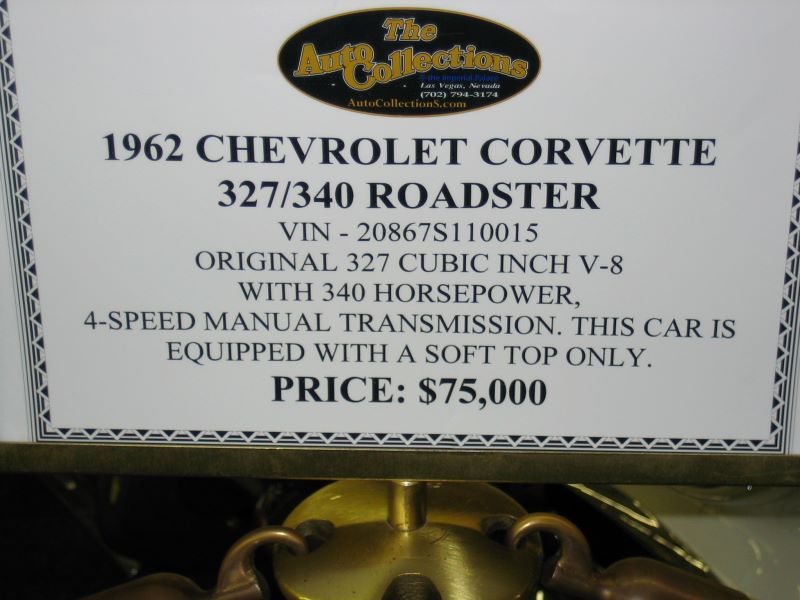 The
Auto Collections
@ the Imperial Palace
Las Vegas, Nevada
(702) 794-3174
AutoCollectionS.com
1962 CHEVROLET CORVETTE
327/340 ROADSTER
VIN - 20867S110015
ORIGINAL 327 CUBIC INCH V-8
WITH 340 HORSEPOWER,
4-SPEED MANUAL TRANSMISSION. THIS CAR IS
EQUIPPED WITH A SOFT TOP ONLY.
PRICE: $75,000